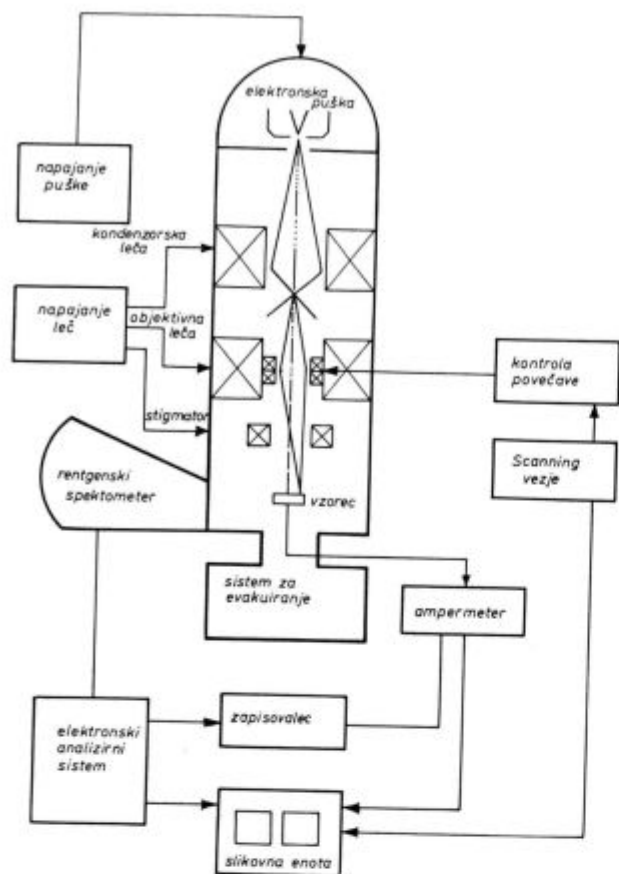 elektronska
puška
napajanje
puške
kondenzorska
leča
napajanje
leč
objektivna
leča
kontrola
povečave
stigmator
rentgenski
spektometer
Scanning
vezje
vzorec
sistem za
evakuiranje
ampermeter
elektronski
analizirni
sistem
zapisovalec
slikovna enota